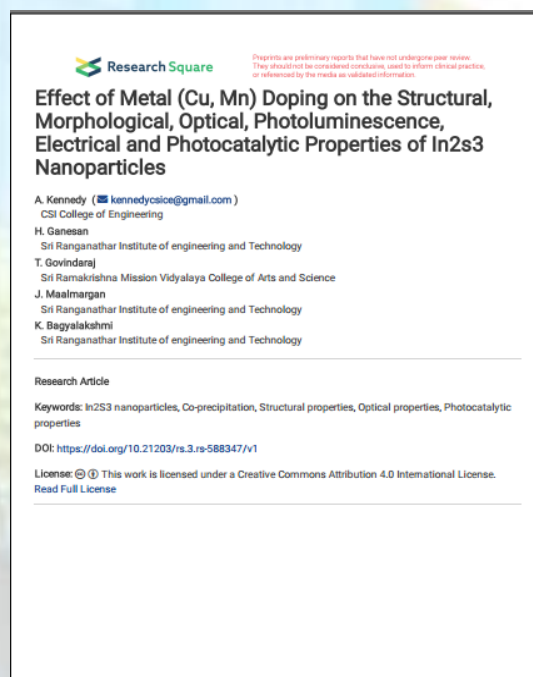 Research Square
Preprints are preliminary reports that have not undergone peer review.
They should not be considered conclusive, used to inform clinical practice,
or referenced by the media as validated information.
Effect of Metal (Cu, Mn) Doping on the Structural,
Morphological, Optical, Photoluminescence,
Electrical and Photocatalytic Properties of In2s3
Nanoparticles
A. Kennedy ( kennedycsice@gmail.com )
CSI College of Engineering
H. Ganesan
Sri Ranganathar Institute of engineering and Technology
T. Govindaraj
Sri Ramakrishna Mission Vidyalaya College of Arts and Science
J. Maalmargan
Sri Ranganathar Institute of engineering and Technology
K. Bagyalakshmi
Sri Ranganathar Institute of engineering and Technology
Research Article
Keywords: In2S3 nanoparticles, Co-precipitation, Structural properties, Optical properties, Photocatalytic
properties
DOI: https://doi.org/10.21203/rs.3.rs-588347/v1
License: This work is licensed under a Creative Commons Attribution 4.0 International License.
Read Full License